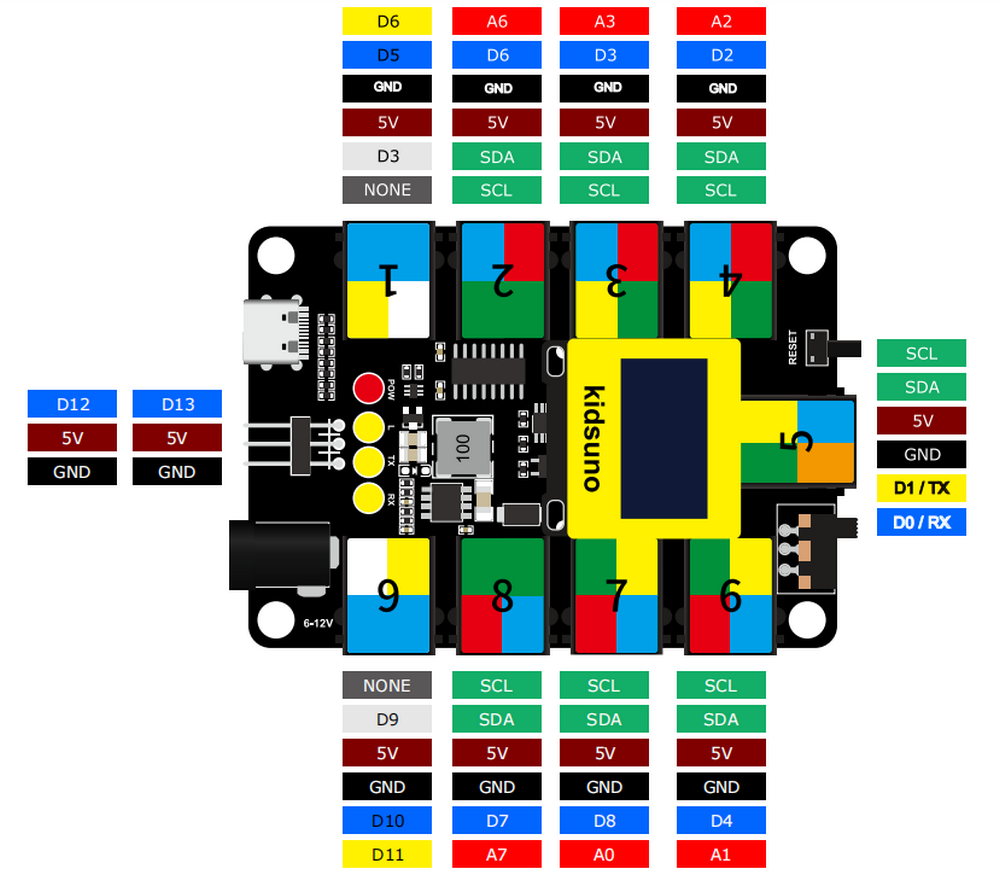 D6 A6 A3 A2
D5 D6 D3 D2
GND GND GND GND
5V 5V 5V 5V
D3 SDA SDA SDA
NONE SCL SCL SCL
1 2 3 4
RESET
SCL
SDA
5V
GND
D1 / TX
D0 / RX
D12 D13
5V 5V
GND GND
POW
L
TX
RX
100
kidsuno
5
6-12V
9 8 7 6
NONE SCL SCL SCL
D9 SDA SDA SDA
5V 5V 5V 5V
GND GND GND GND
D10 D7 D8 D4
D11 A7 A0 A1